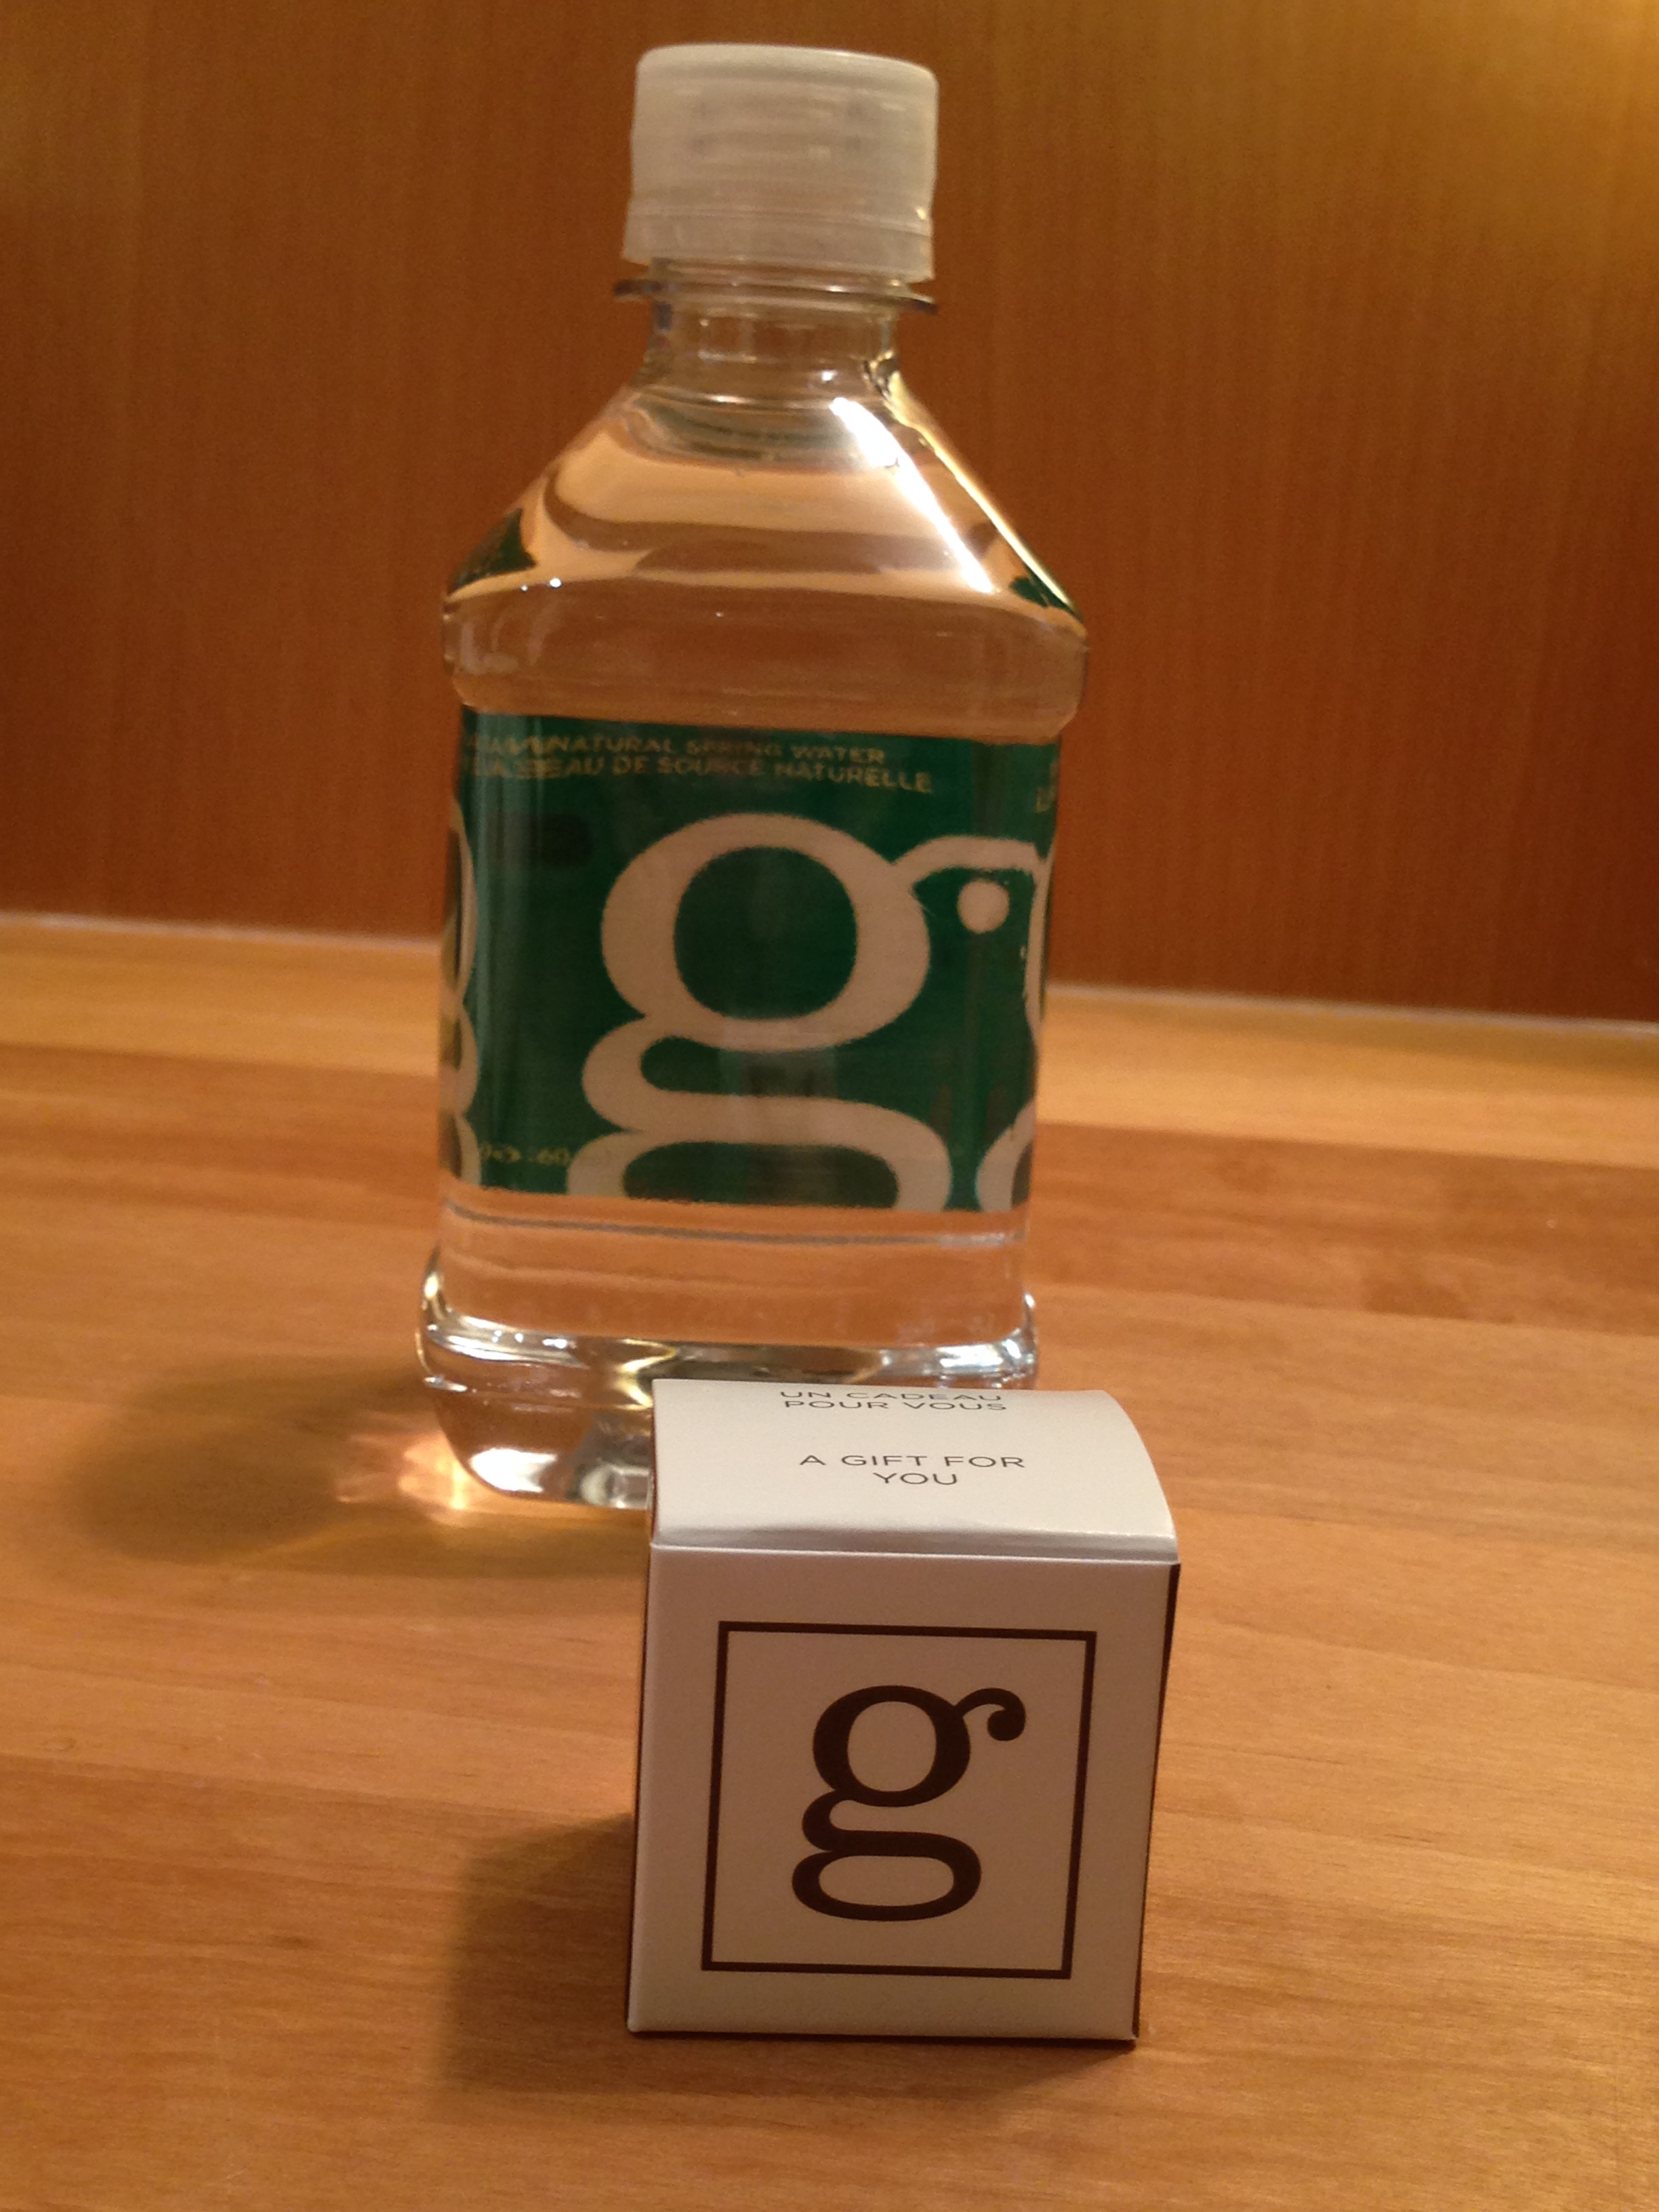 NATURAL SPRING WATER
EAU DE SOURCE NATURELLE
g
UN CADEAU
POUR VOUS
A GIFT FOR
YOU
g